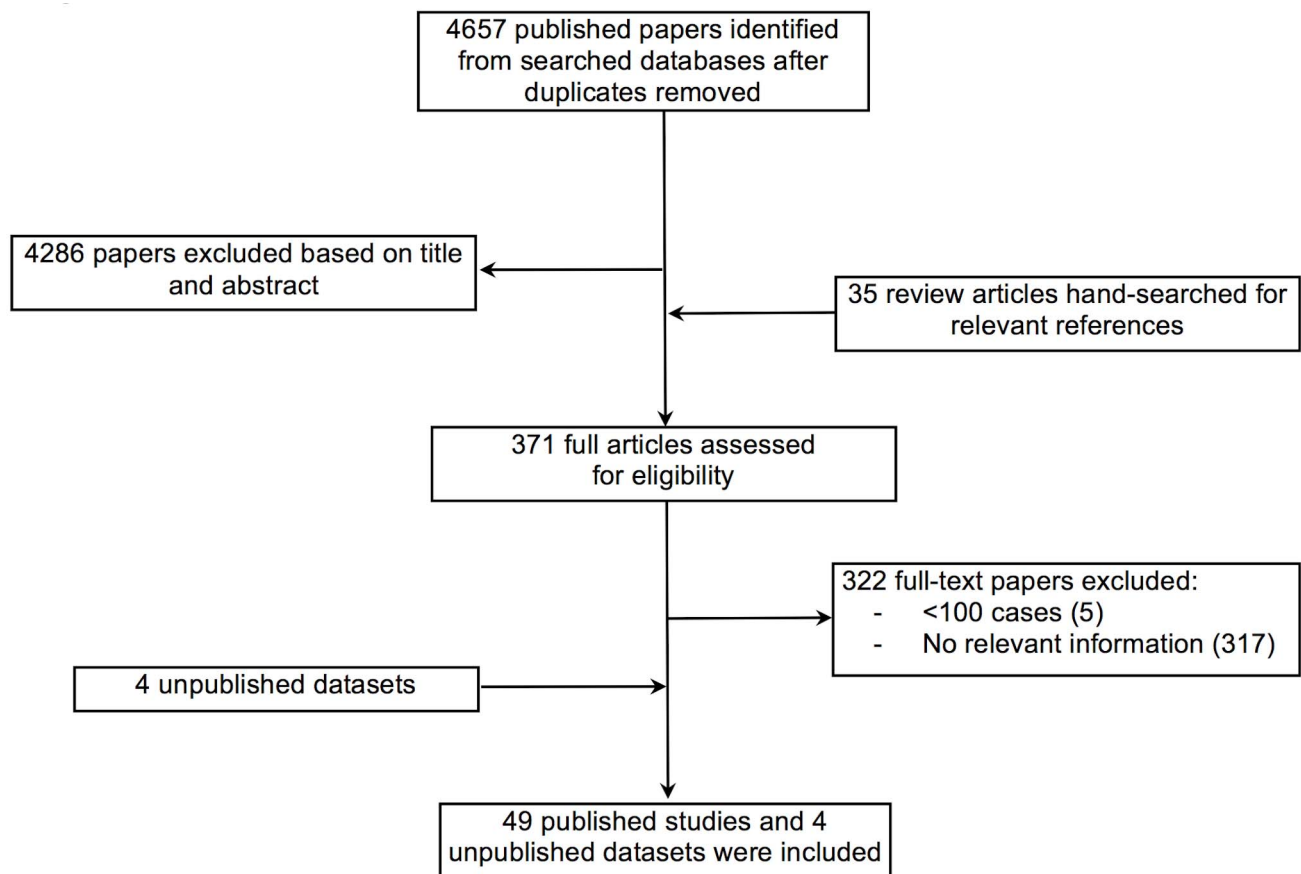 4657 published papers identified
from searched databases after
duplicates removed
4286 papers excluded based on title
and abstract
35 review articles hand-searched for
relevant references
371 full articles assessed
for eligibility
322 full-text papers excluded:
- <100 cases (5)
- No relevant information (317)
4 unpublished datasets
49 published studies and 4
unpublished datasets were included